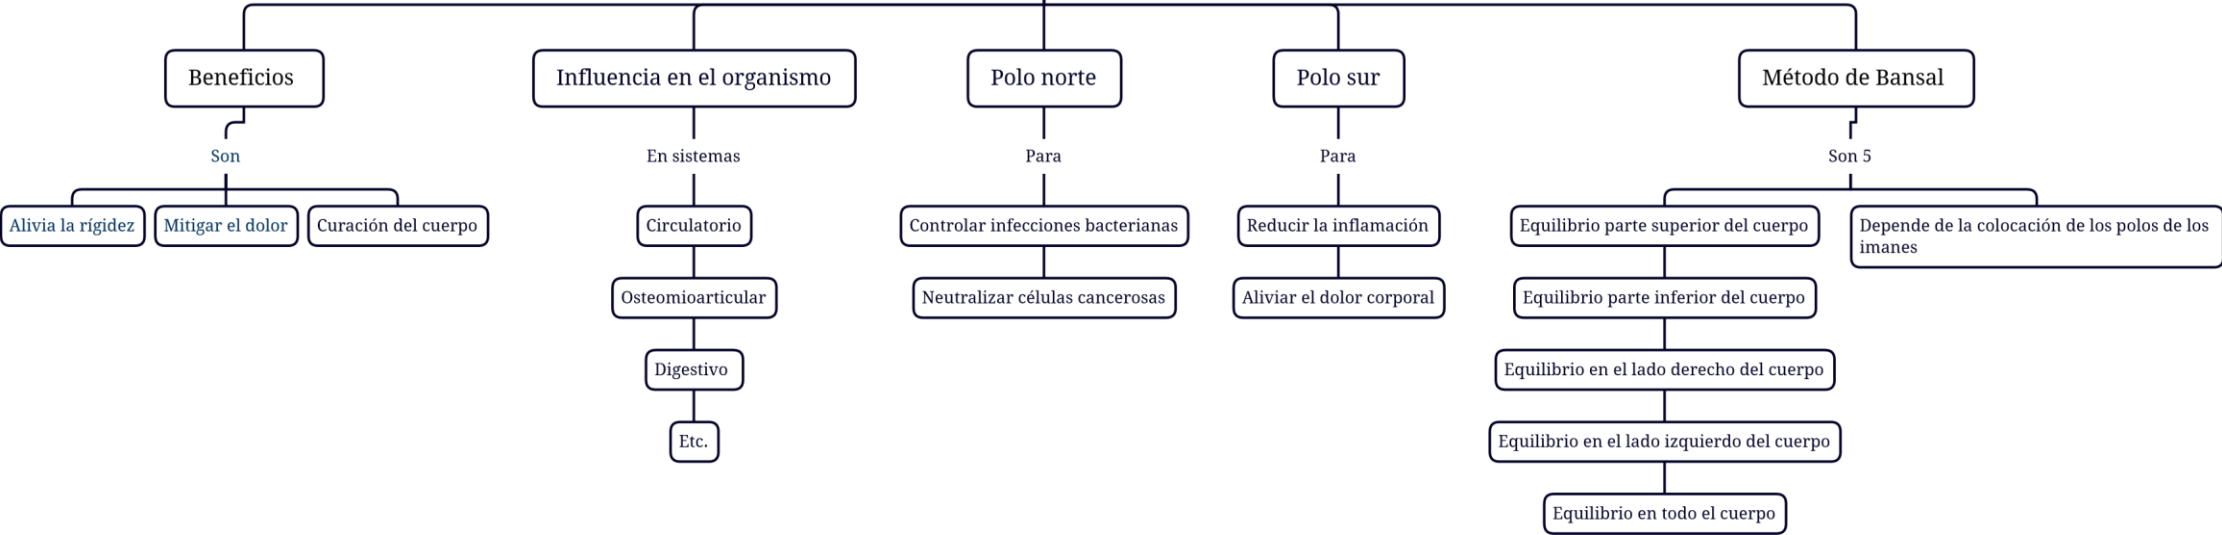 Beneficios
Influencia en el organismo
Polo norte
Polo sur
Método de Bansal
Son
En sistemas
Para
Para
Son 5
Alivia la rígidez
Mitigar el dolor
Curación del cuerpo
Circulatorio
Controlar infecciones bacterianas
Reducir la inflamación
Equilibrio parte superior del cuerpo
Depende de la colocación de los polos de los
imanes
Osteomioarticular
Neutralizar células cancerosas
Aliviar el dolor corporal
Equilibrio parte inferior del cuerpo
Digestivo
Equilibrio en el lado derecho del cuerpo
Etc.
Equilibrio en el lado izquierdo del cuerpo
Equilibrio en todo el cuerpo